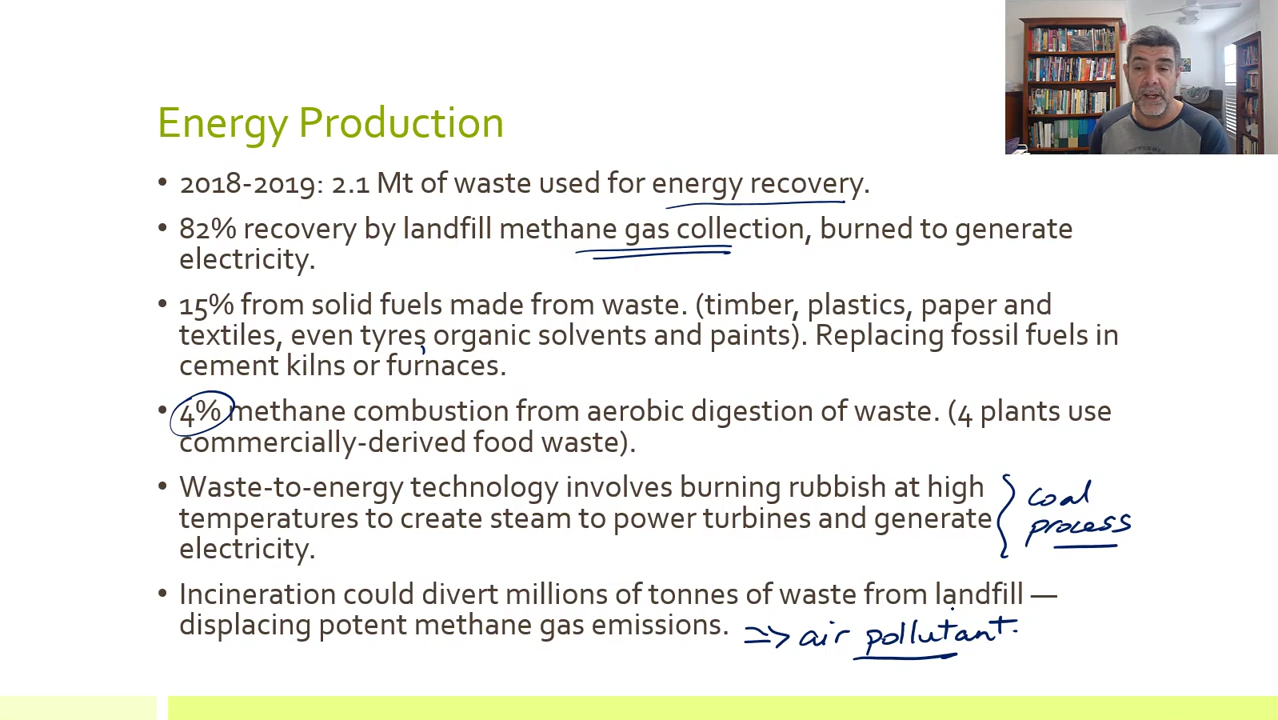 Energy Production
• 2018-2019: 2.1 Mt of waste used for energy recovery.
• 82% recovery by landfill methane gas collection, burned to generate
electricity.
• 15% from solid fuels made from waste. (timber, plastics, paper and
textiles, even tyres organic solvents and paints). Replacing fossil fuels in
cement kilns or furnaces.
• 4% methane combustion from aerobic digestion of waste. (4 plants use
commercially-derived food waste).
• Waste-to-energy technology involves burning rubbish at high
temperatures to create steam to power turbines and generate
electricity.
coal
process
• Incineration could divert millions of tonnes of waste from landfill —
displacing potent methane gas emissions.
=> air pollutant.